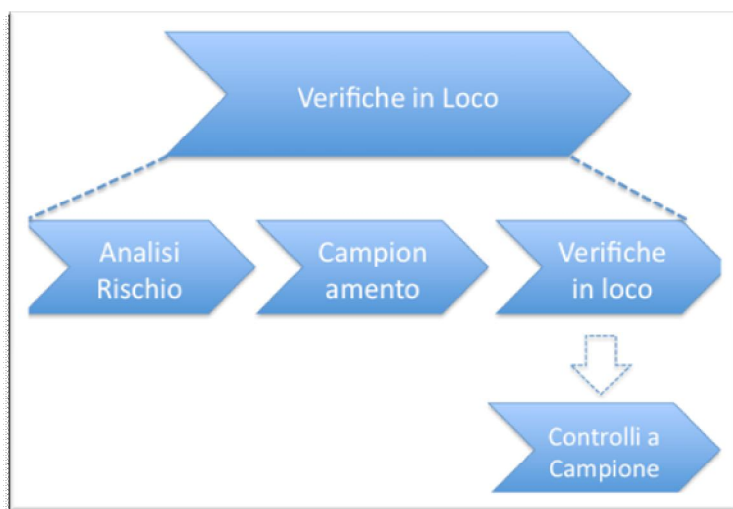 Verifiche in Loco
Analisi
Rischio
Campion
amento
Verifiche
in loco
Controlli a
Campione